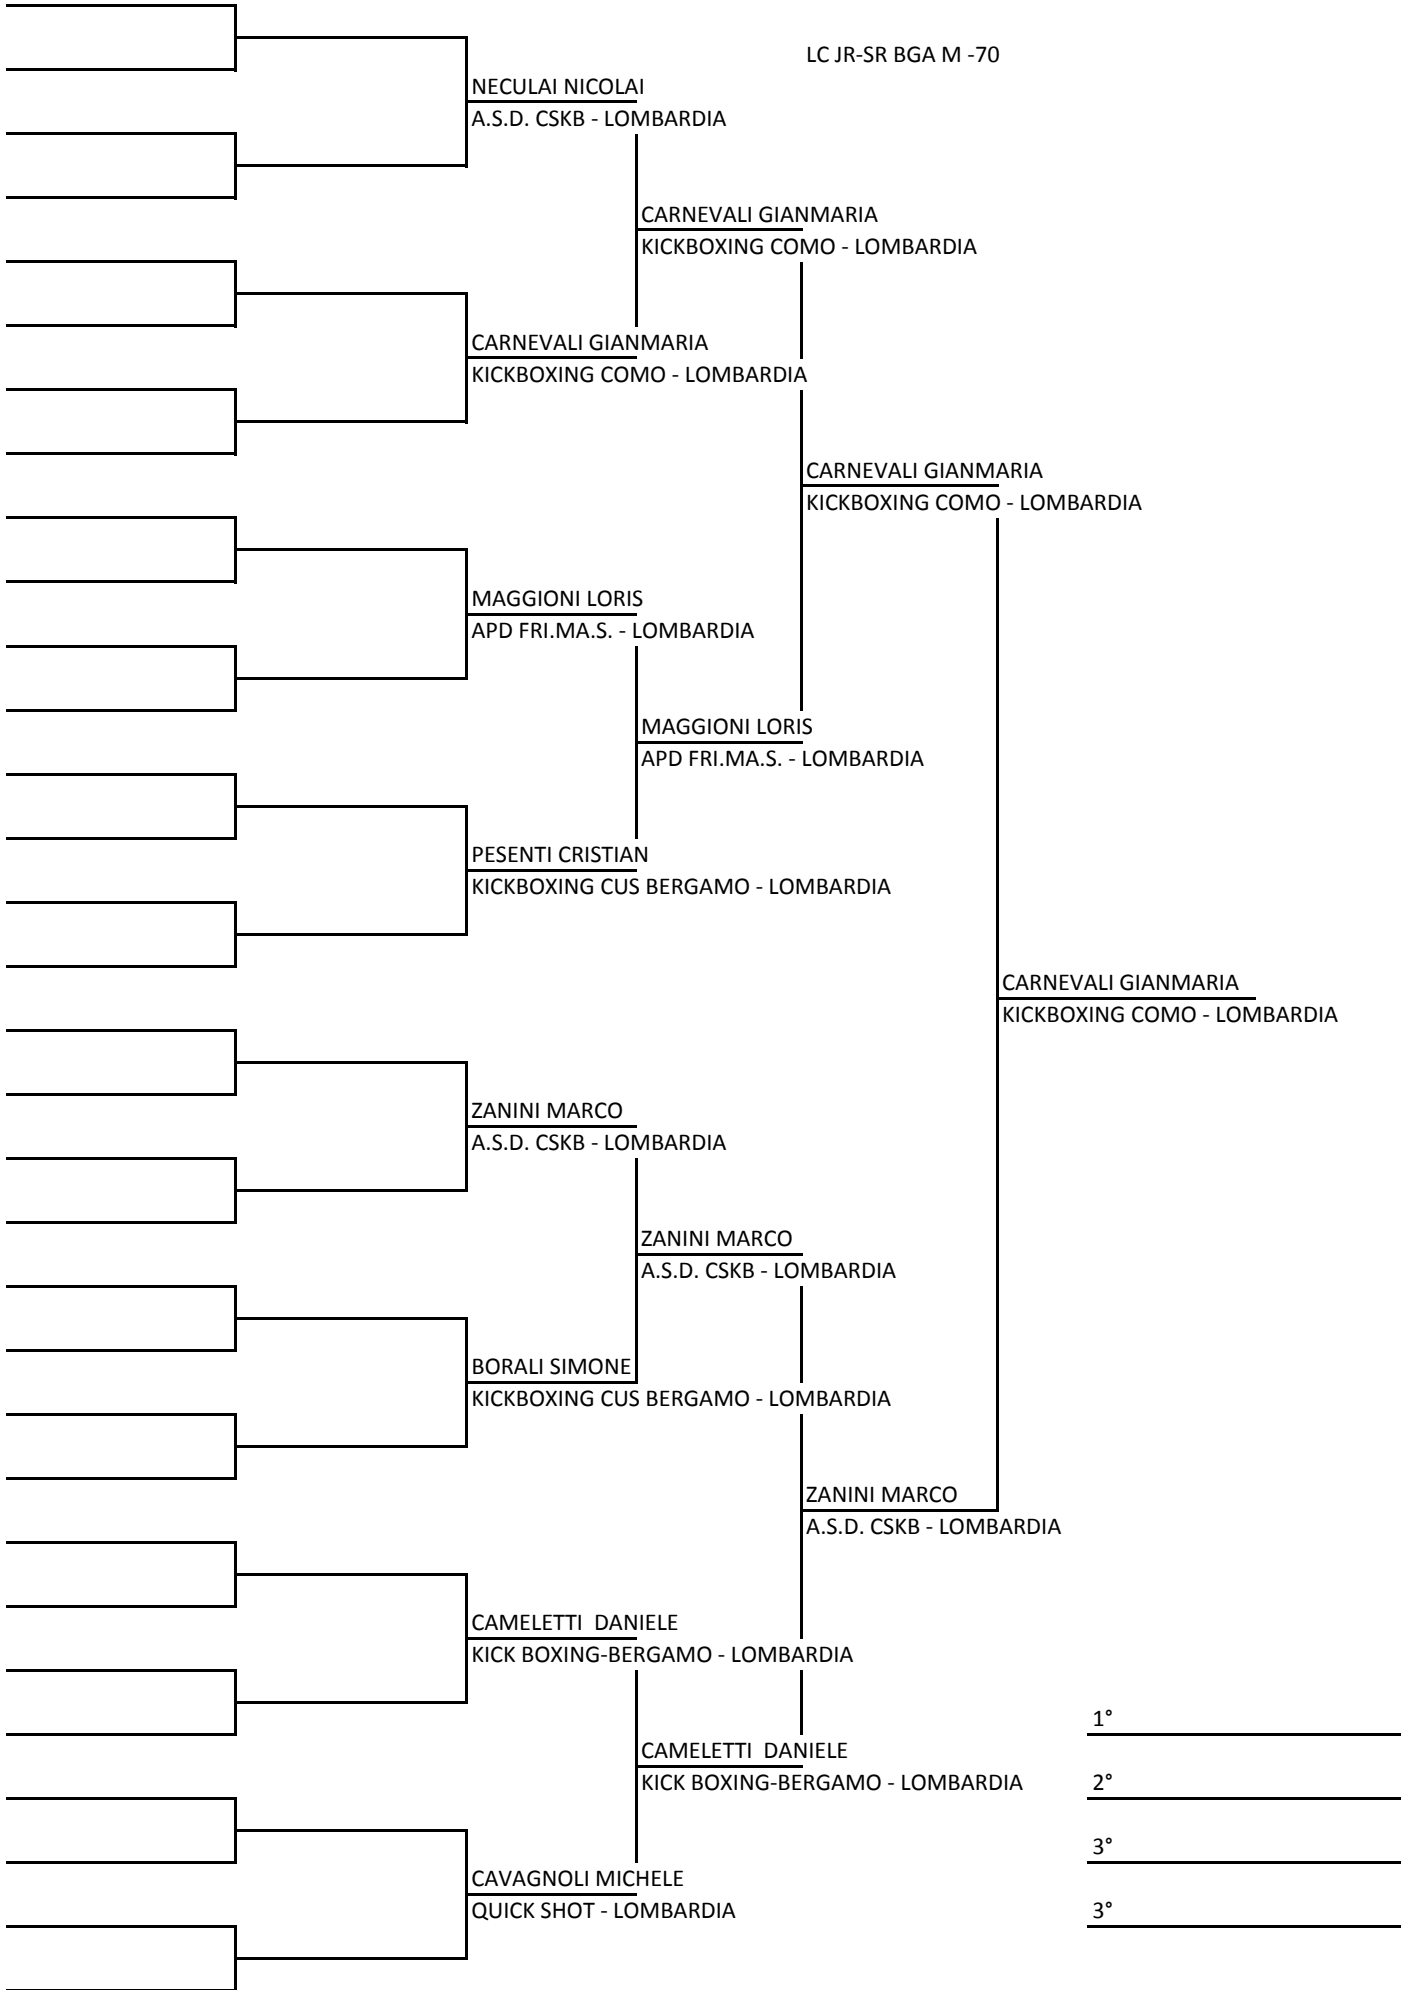 LC JR-SR BGA M -70
NECULAI NICOLAI
A.S.D. CSKB - LOMBARDIA
CARNEVALI GIANMARIA
KICKBOXING COMO - LOMBARDIA
CARNEVALI GIANMARIA
KICKBOXING COMO - LOMBARDIA
CARNEVALI GIANMARIA
KICKBOXING COMO - LOMBARDIA
MAGGIONI LORIS
APD FRI.MA.S. - LOMBARDIA
MAGGIONI LORIS
APD FRI.MA.S. - LOMBARDIA
PESENTI CRISTIAN
KICKBOXING CUS BERGAMO - LOMBARDIA
CARNEVALI GIANMARIA
KICKBOXING COMO - LOMBARDIA
ZANINI MARCO
A.S.D. CSKB - LOMBARDIA
ZANINI MARCO
A.S.D. CSKB - LOMBARDIA
BORALI SIMONE
KICKBOXING CUS BERGAMO - LOMBARDIA
ZANINI MARCO
A.S.D. CSKB - LOMBARDIA
CAMELETTI  DANIELE
KICK BOXING-BERGAMO - LOMBARDIA
1°
CAMELETTI  DANIELE
KICK BOXING-BERGAMO - LOMBARDIA
2°
3°
CAVAGNOLI MICHELE
QUICK SHOT - LOMBARDIA
3°